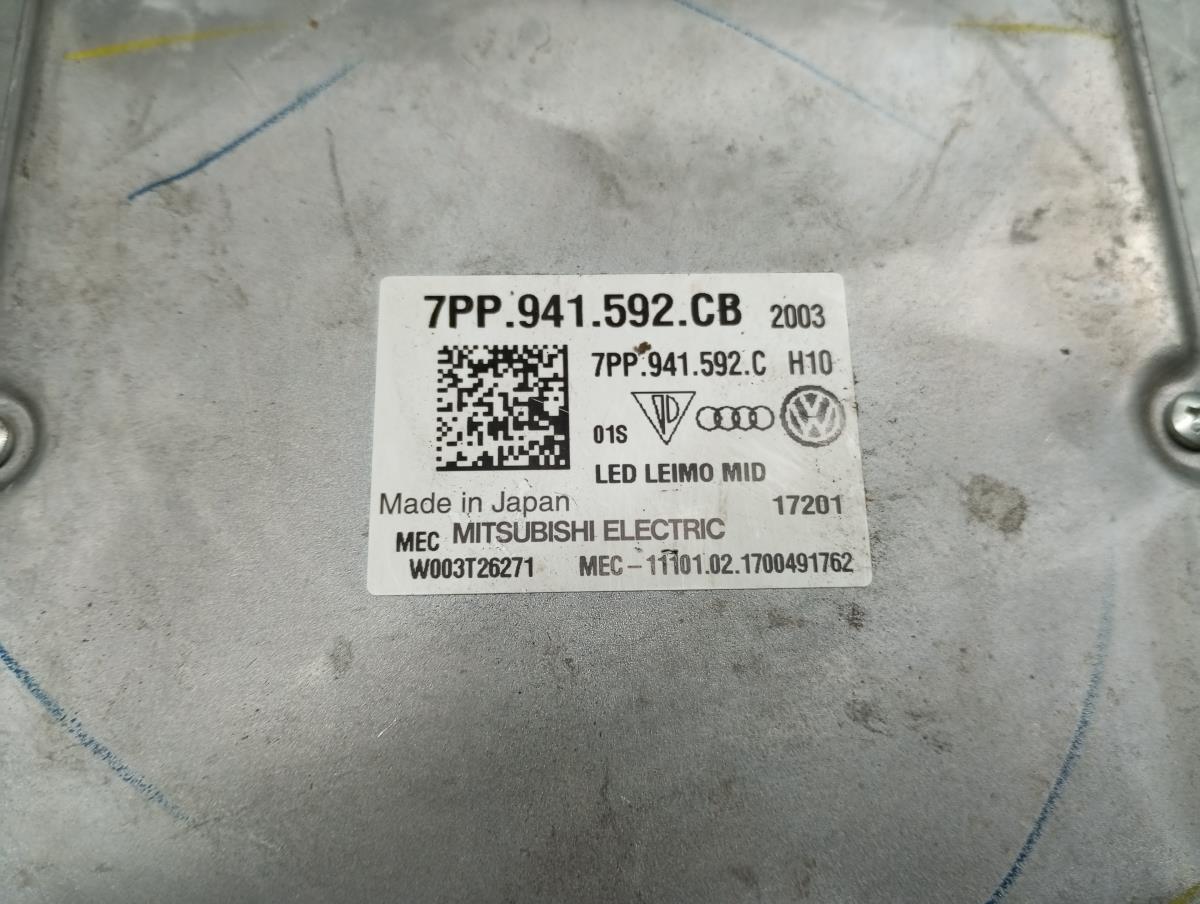 7PP.941.592.CB 2003
7PP.941.592.C H10
01S
LED LEIMO MID
Made in Japan 17201
MEC MITSUBISHI ELECTRIC
W003T26271 MEC-11101.02.1700491762